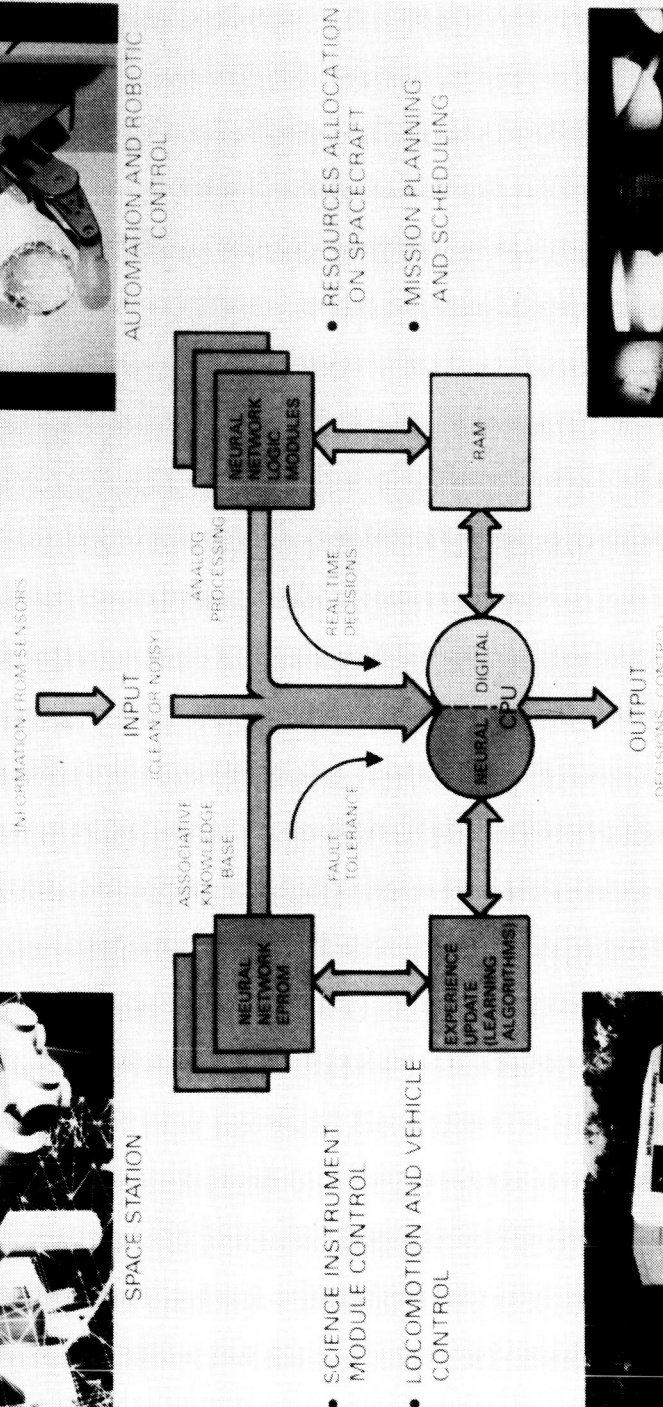 INFORMATION FROM SENSORS
INPUT
(CLEAN OR NOISY)
SPACE STATION
AUTOMATION AND ROBOTIC
CONTROL
ASSOCIATIVE
KNOWLEDGE
BASE
ANALOG
PROCESSING
NEURAL
NETWORK
EPROM
NEURAL
NETWORK
LOGIC
MODULES
FAULT
TOLERANCE
REALTIME
DECISIONS
• SCIENCE INSTRUMENT
MODULE CONTROL
• RESOURCES ALLOCATION
ON SPACECRAFT
• LOCOMOTION AND VEHICLE
CONTROL
• MISSION PLANNING
AND SCHEDULING
EXPERIENCE
UPDATE
(LEARNING
ALGORITHMS)
NEURAL DIGITAL
CPU
RAM
OUTPUT